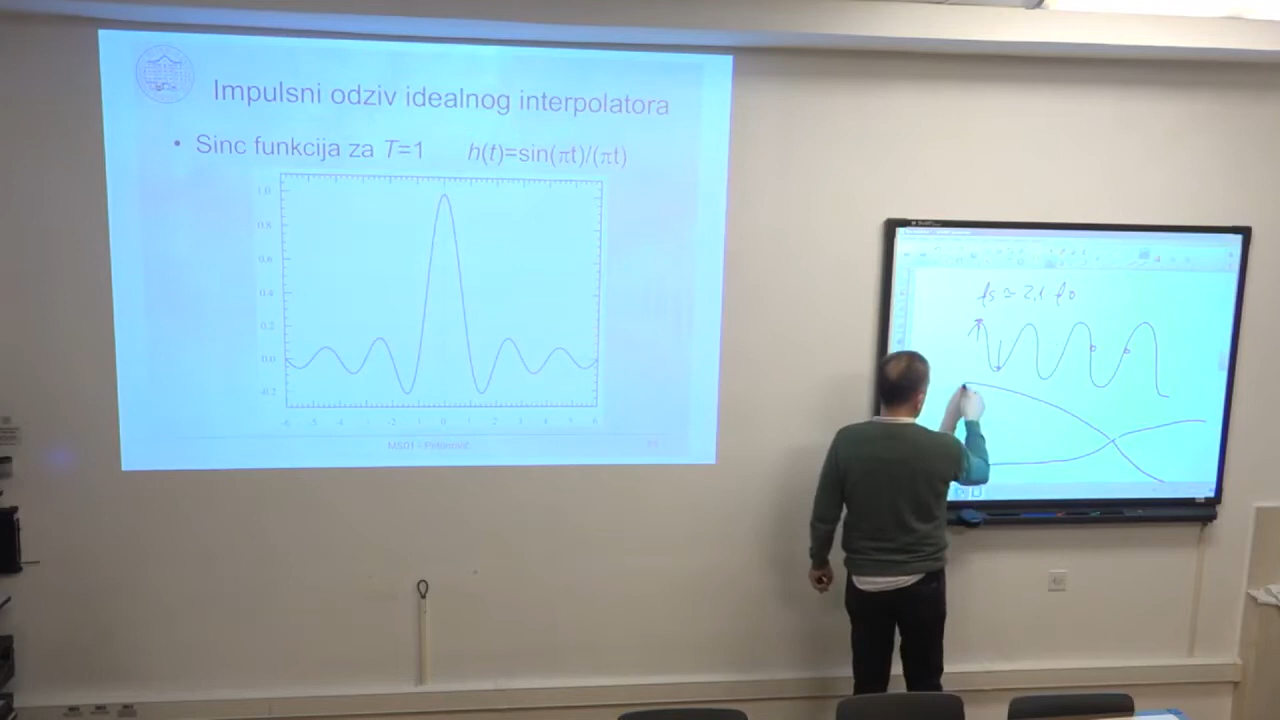 Impulsni odziv idealnog interpolatora
• Sinc funkcija za T=1 h(t)=sin(πt)/(πt)
1.0
0.8
0.6
0.4
0.2
0.0
-0.2
-6 -5 -4 -3 -2 -1 0 1 2 3 4 5 6
fs ≃ 2,1 f0